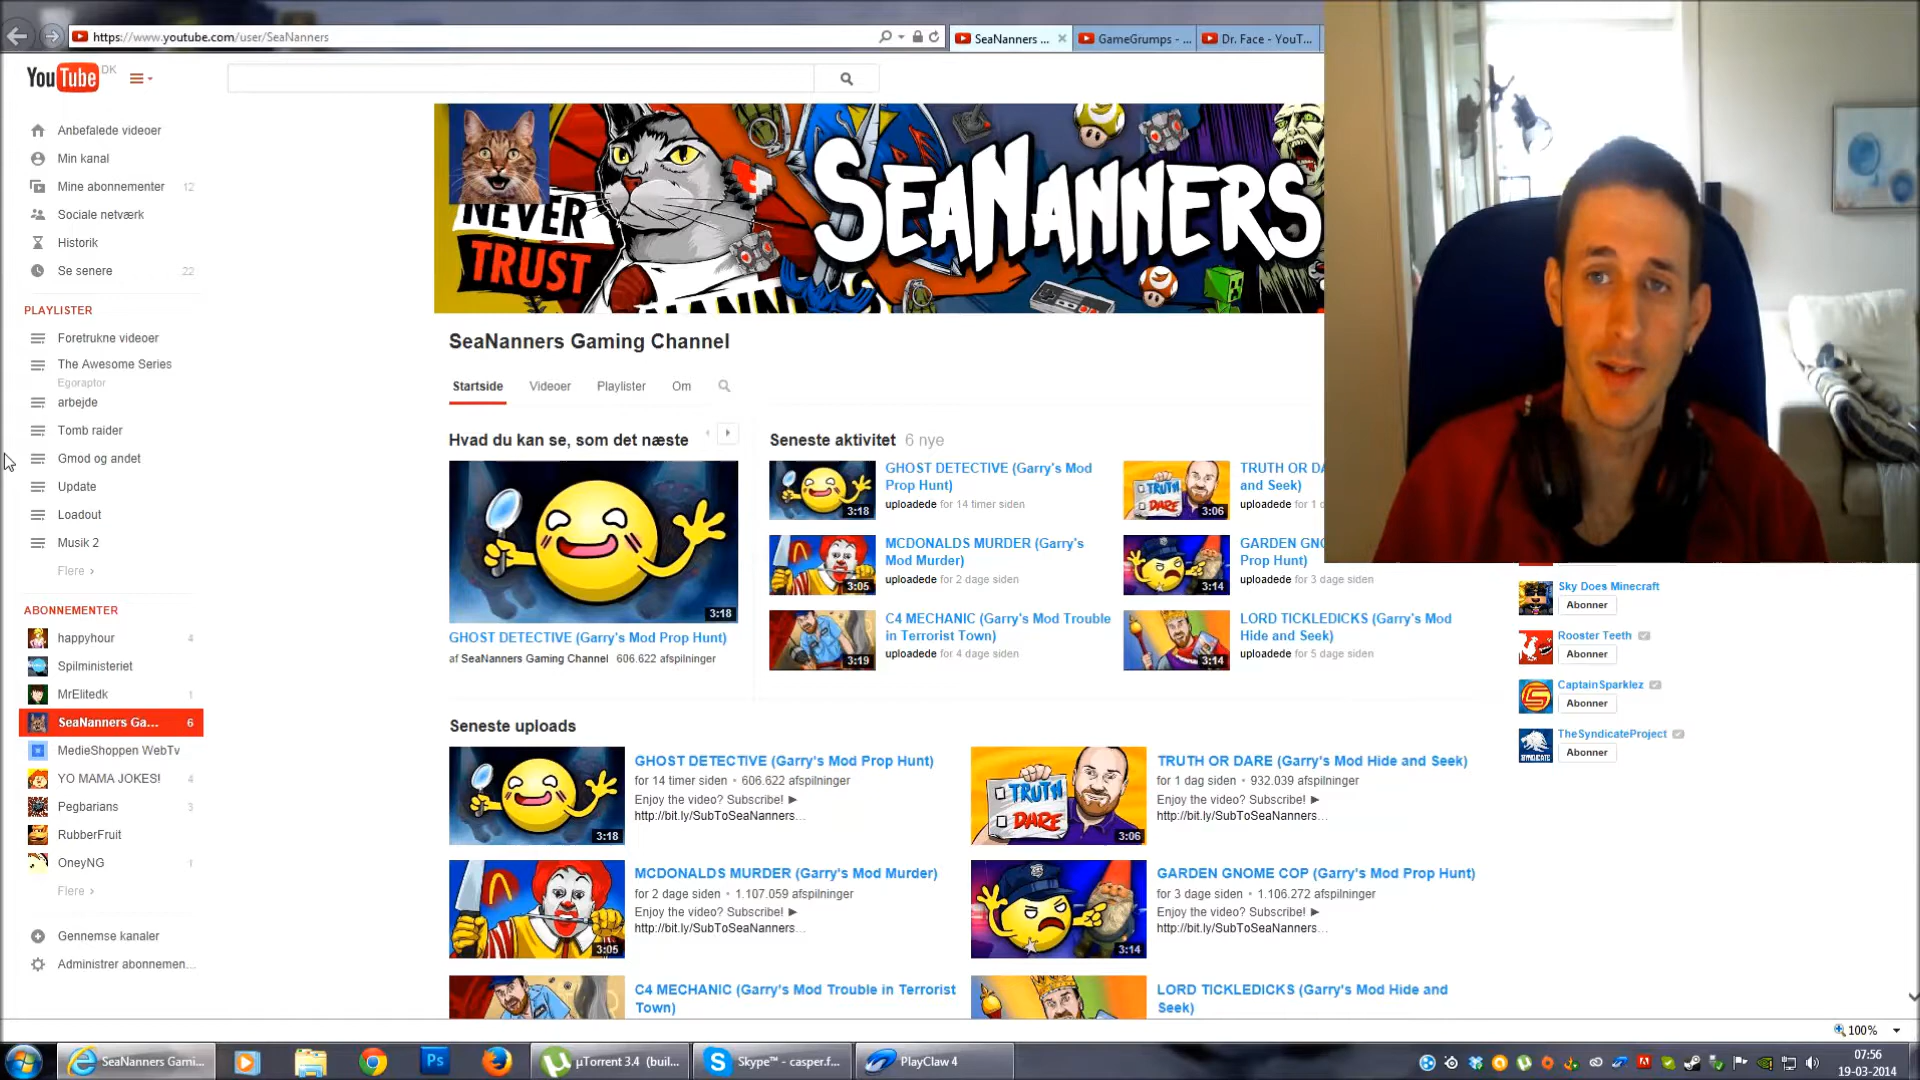 https://www.youtube.com/user/SeaNanners
SeaNanners ...
GameGrumps - ...
Dr. Face - YouT...
YouTube DK
Anbefalede videoer
Min kanal
Mine abonnementer 12
Sociale netværk
Historik
Se senere 22
PLAYLISTER
Foretrukne videoer
The Awesome Series
Egoraptor
arbejde
Tomb raider
Gmod og andet
Update
Loadout
Musik 2
Flere ›
ABONNEMENTER
happyhour 4
Spilministeriet
MrElitedk 1
SeaNanners Ga... 6
MedieShoppen WebTv
YO MAMA JOKES! 4
Pegbarians 3
RubberFruit
OneyNG 1
Flere ›
Gennemse kanaler
Administrer abonnemen...
NEVER
TRUST
SEANANNERS
SeaNanners Gaming Channel
Startside Videoer Playlister Om
Hvad du kan se, som det næste
3:18
GHOST DETECTIVE (Garry's Mod Prop Hunt)
af SeaNanners Gaming Channel 606.622 afspilninger
Seneste aktivitet 6 nye
3:18
GHOST DETECTIVE (Garry's Mod
Prop Hunt)
uploadede for 14 timer siden
TRUTH
DARE
3:06
TRUTH OR DA
and Seek)
uploadede for 1 d
3:05
MCDONALDS MURDER (Garry's
Mod Murder)
uploadede for 2 dage siden
3:14
GARDEN GN
Prop Hunt)
uploadede for 3 dage siden
3:19
C4 MECHANIC (Garry's Mod Trouble
in Terrorist Town)
uploadede for 4 dage siden
3:14
LORD TICKLEDICKS (Garry's Mod
Hide and Seek)
uploadede for 5 dage siden
Sky Does Minecraft
Abonner
Rooster Teeth
Abonner
CaptainSparklez
Abonner
TheSyndicateProject
Abonner
SYNDICATE
Seneste uploads
3:18
GHOST DETECTIVE (Garry's Mod Prop Hunt)
for 14 timer siden • 606.622 afspilninger
Enjoy the video? Subscribe! ►
http://bit.ly/SubToSeaNanners...
TRUTH
DARE
3:06
TRUTH OR DARE (Garry's Mod Hide and Seek)
for 1 dag siden • 932.039 afspilninger
Enjoy the video? Subscribe! ►
http://bit.ly/SubToSeaNanners...
3:05
MCDONALDS MURDER (Garry's Mod Murder)
for 2 dage siden • 1.107.059 afspilninger
Enjoy the video? Subscribe! ►
http://bit.ly/SubToSeaNanners...
3:14
GARDEN GNOME COP (Garry's Mod Prop Hunt)
for 3 dage siden • 1.106.272 afspilninger
Enjoy the video? Subscribe! ►
http://bit.ly/SubToSeaNanners...
C4 MECHANIC (Garry's Mod Trouble in Terrorist
Town)
LORD TICKLEDICKS (Garry's Mod Hide and
Seek)
100%
SeaNanners Gami...
Ps
µTorrent 3.4 (buil...
Skype™ - casper.f...
PlayClaw 4
07:56
19-03-2014